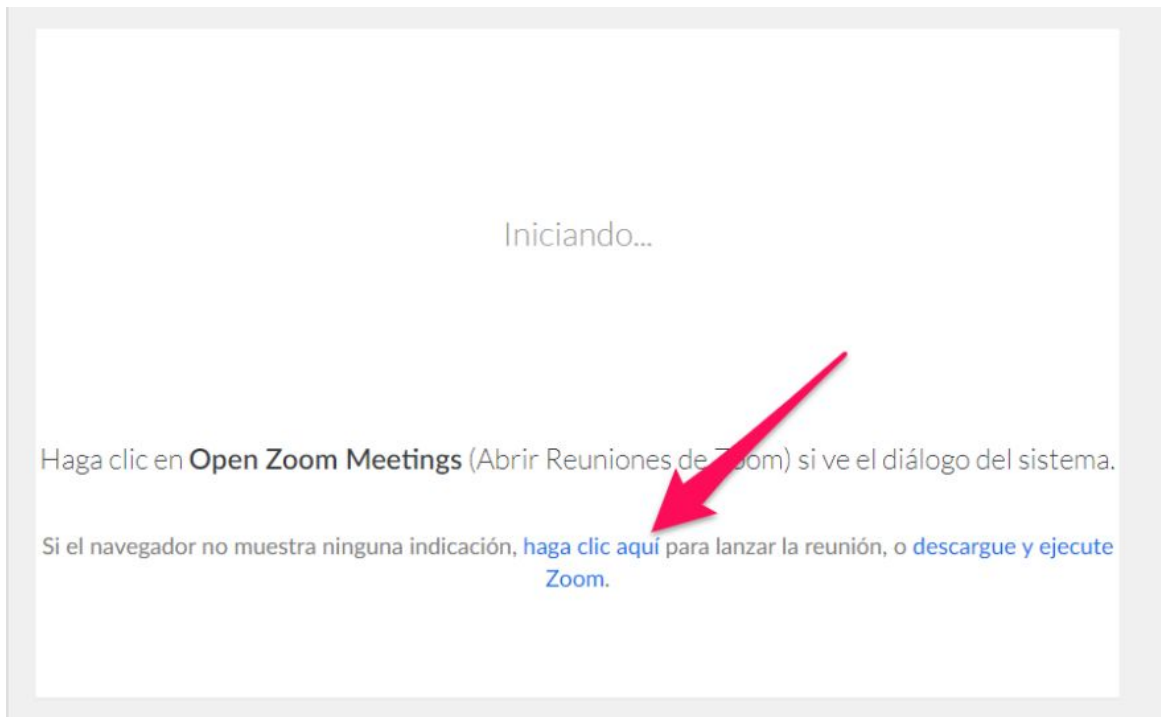 Iniciando...
Haga clic en Open Zoom Meetings (Abrir Reuniones de Zoom) si ve el diálogo del sistema.
Si el navegador no muestra ninguna indicación, haga clic aquí para lanzar la reunión, o descargue y ejecute
Zoom.